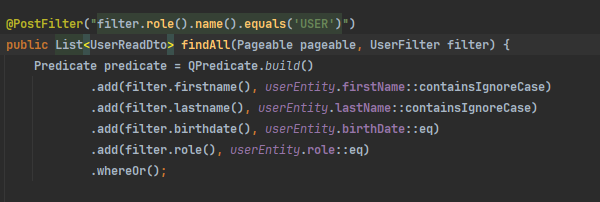 @PostFilter("filter.role().name().equals('USER')")
public List<UserReadDto> findAll(Pageable pageable, UserFilter filter) {
Predicate predicate = QPredicate.build()
.add(filter.firstname(), userEntity.firstName::containsIgnoreCase)
.add(filter.lastname(), userEntity.lastName::containsIgnoreCase)
.add(filter.birthdate(), userEntity.birthDate::eq)
.add(filter.role(), userEntity.role::eq)
.whereOr();